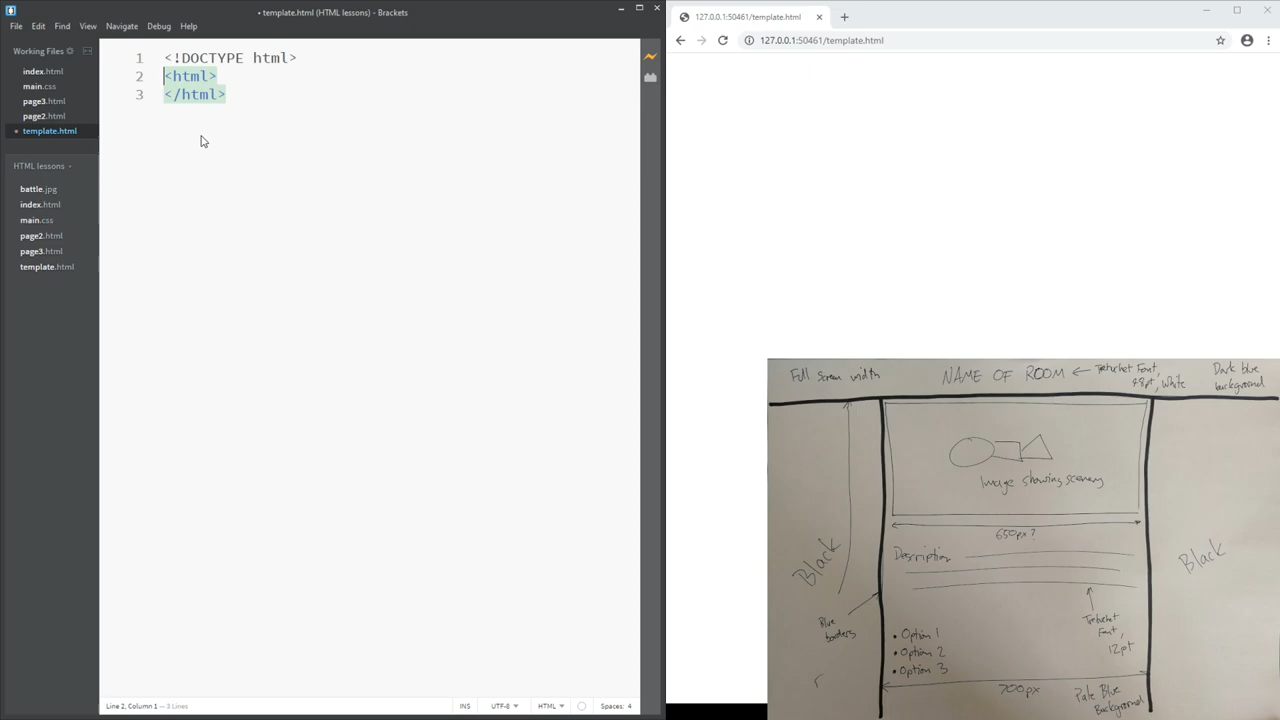 • template.html (HTML lessons) - Brackets
File Edit Find View Navigate Debug Help
Working Files
index.html
main.css
page3.html
page2.html
• template.html
HTML lessons
battle.jpg
index.html
main.css
page2.html
page3.html
template.html
1 <!DOCTYPE html>
2 <html>
3 </html>
Line 2, Column 1 — 3 Lines
INS UTF-8 HTML Spaces: 4
127.0.0.1:50461/template.html
127.0.0.1:50461/template.html
Full screen width
NAME OF ROOM
Trebuchet Font,
48pt, White
Dark blue
background
Image showing scenery
650px?
Black
Description
Black
Blue
borders
Trebuchet
Font,
12pt
• Option 1
• Option 2
• Option 3
700px
Pale Blue
Background